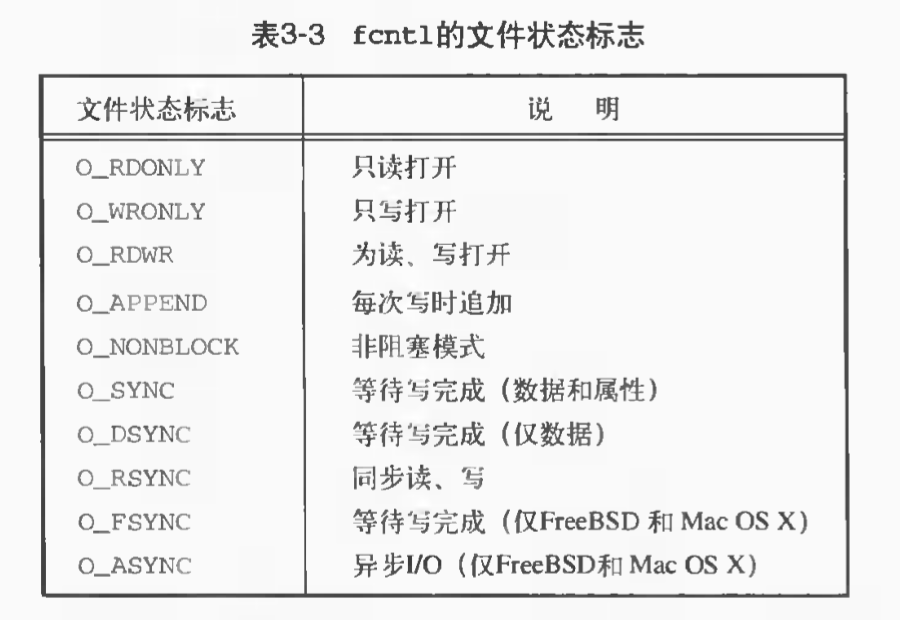 表3-3 fcntl的文件状态标志
文件状态标志 说 明
O_RDONLY 只读打开
O_WRONLY 只写打开
O_RDWR 为读、写打开
O_APPEND 每次写时追加
O_NONBLOCK 非阻塞模式
O_SYNC 等待写完成（数据和属性）
O_DSYNC 等待写完成（仅数据）
O_RSYNC 同步读、写
O_FSYNC 等待写完成（仅FreeBSD 和 Mac OS X）
O_ASYNC 异步I/O（仅FreeBSD和 Mac OS X）